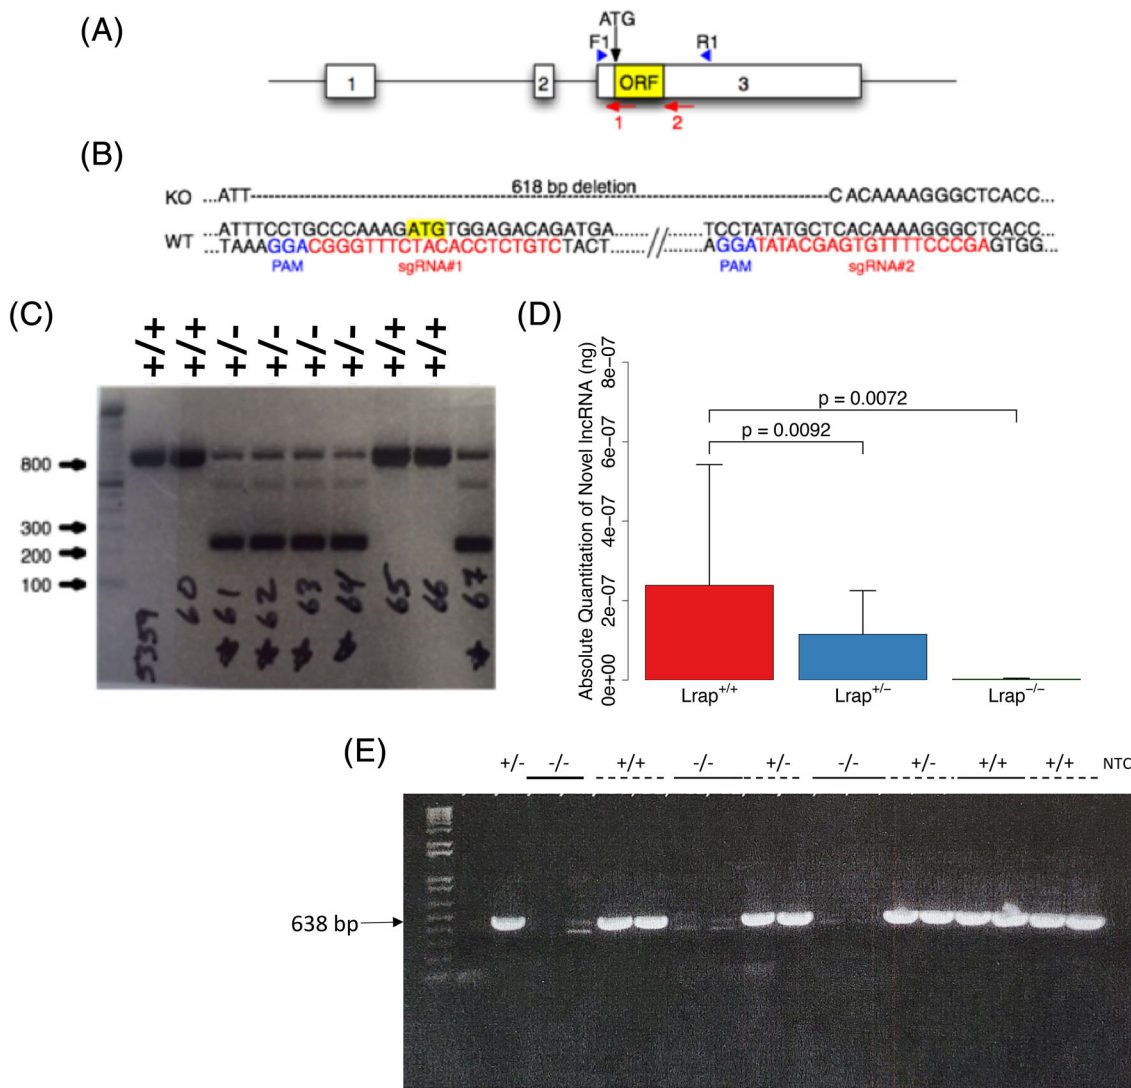 (A)
ATG
F1
R1
1
2
ORF
3
1
2
(B)
618 bp deletion
KO
...ATT---CACAAAAGGGCTCACC...
WT
...ATTTCCTGCCCAAAGATGTGGAGACAGATGA......//......TCCTATATGCTCACAAAAGGGCTCACC...
...TAAAGGACGGGTTTCTACACCTCTGTCTACT......//......AGGATATACGAGTGTTTTCCCGAGTGG...
PAM sgRNA#1 PAM sgRNA#2
(C)
+/+ +/+ +/- +/- +/- +/- +/+ +/+
800
300
200
100
5359 60 61 62 63 64 65 66 67
(D)
Absolute Quantitation of Novel lncRNA (ng)
0e+00 2e-07 4e-07 6e-07 8e-07
p = 0.0072
p = 0.0092
Lrap+/+ Lrap+/− Lrap−/−
(E)
+/- -/- +/+ -/- +/- -/- +/- +/+ +/+ NTC
638 bp